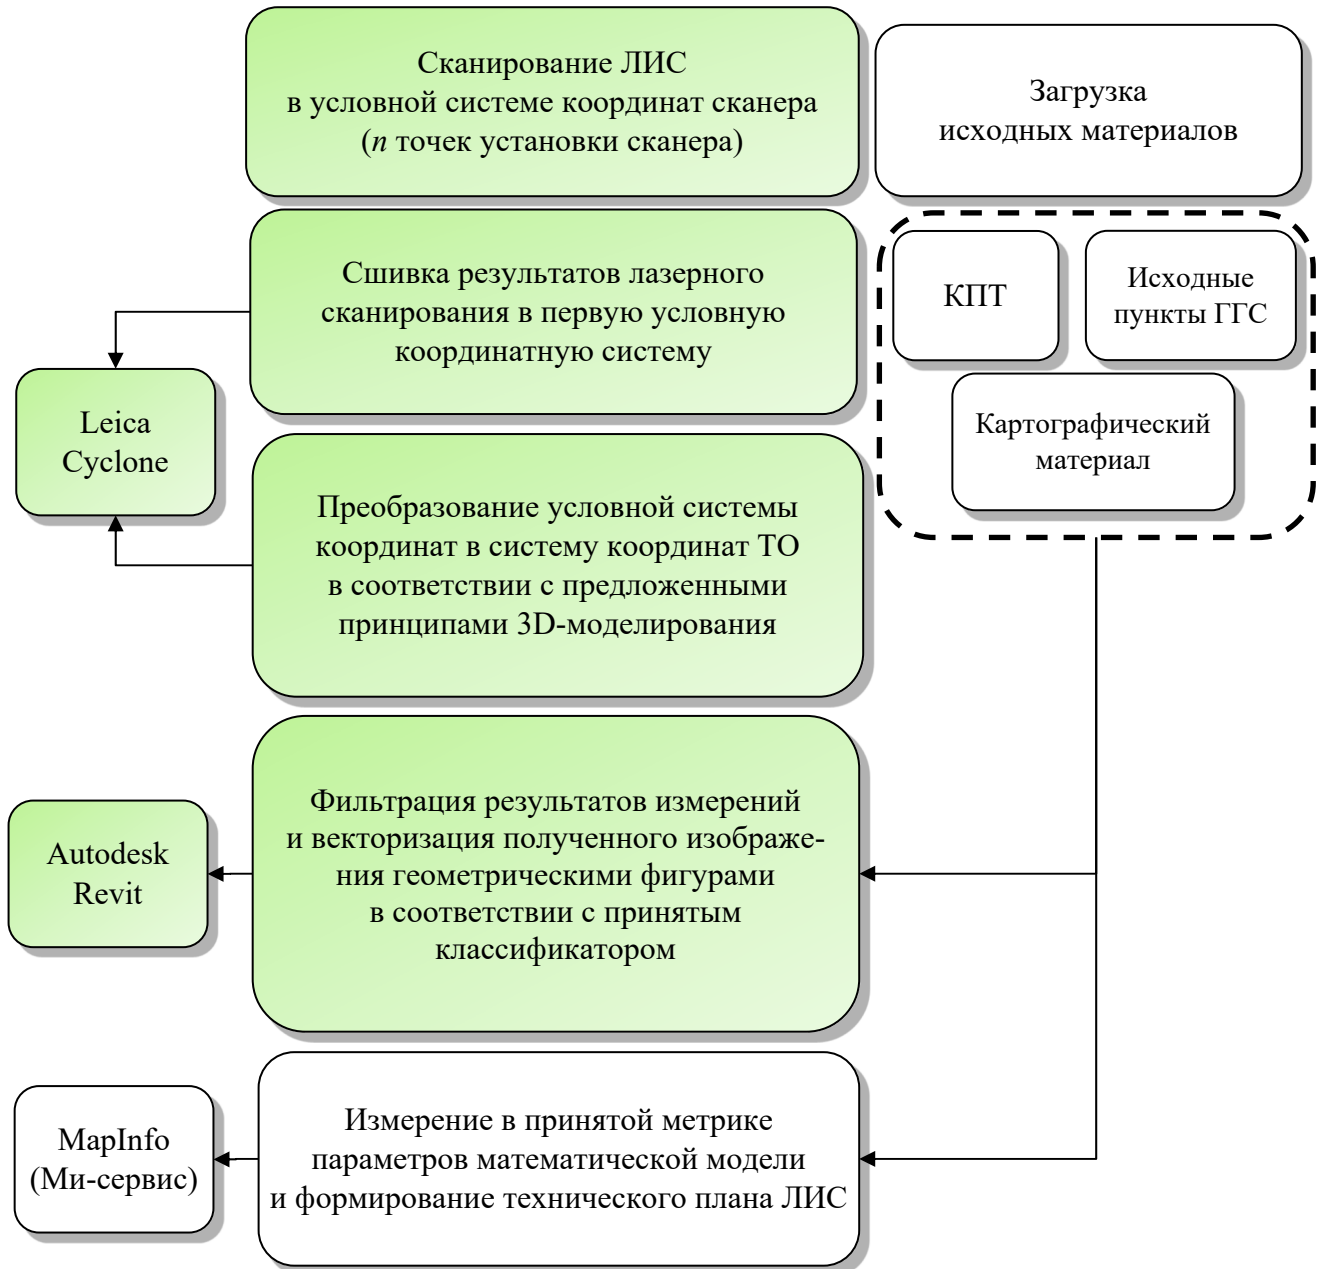 Сканирование ЛИС
в условной системе координат сканера
(n точек установки сканера)
Загрузка
исходных материалов
Сшивка результатов лазерного
сканирования в первую условную
координатную систему
КПТ
Исходные
пункты ГГС
Картографический
материал
Leica
Cyclone
Преобразование условной системы
координат в систему координат ТО
в соответствии с предложенными
принципами 3D-моделирования
Фильтрация результатов измерений
и векторизация полученного изображе-
ния геометрическими фигурами
в соответствии с принятым
классификатором
Autodesk
Revit
Измерение в принятой метрике
параметров математической модели
и формирование технического плана ЛИС
MapInfo
(Ми-сервис)